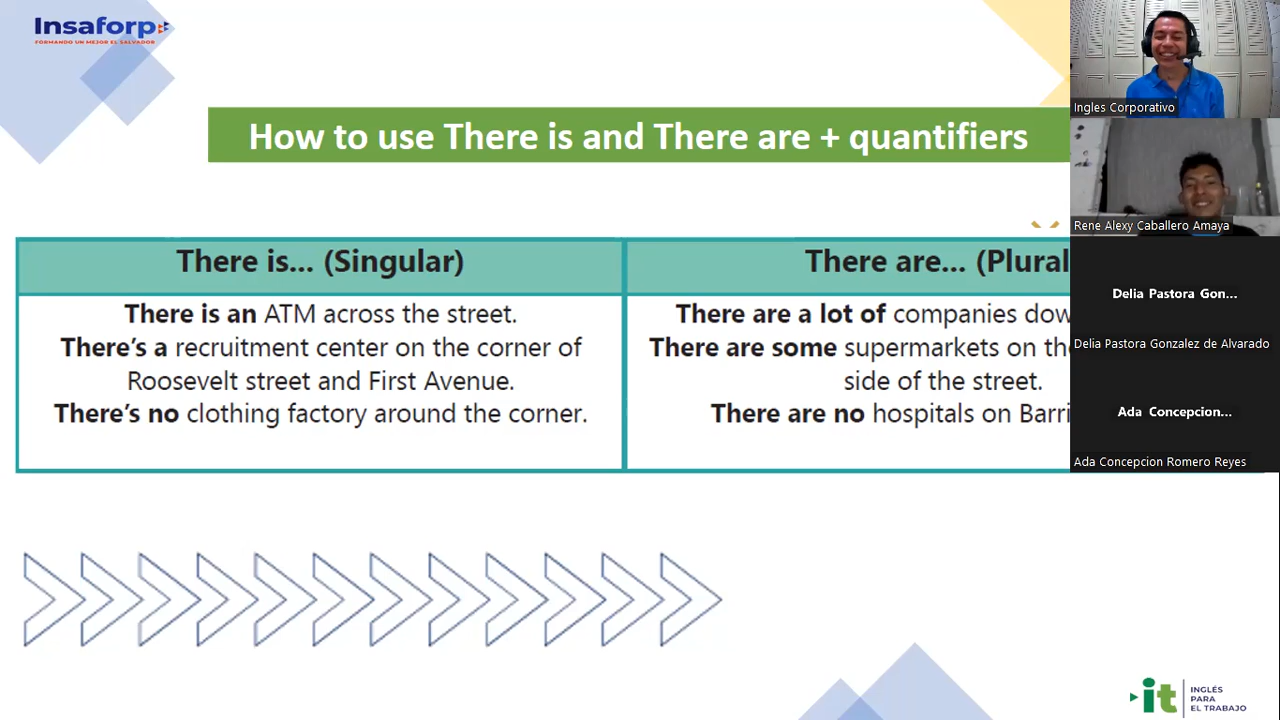 Insaforp
FORMANDO UN MEJOR EL SALVADOR
How to use There is and There are + quantifiers
There is... (Singular)
There is an ATM across the street.
There's a recruitment center on the corner of
Roosevelt street and First Avenue.
There's no clothing factory around the corner.
There are... (Plural
There are a lot of companies
There are some supermarkets on
side of the street.
There are no hospitals on
Ingles Corporativo
Rene Alexy Caballero Amaya
Delia Pastora Gon...
Delia Pastora Gonzalez de Alvarado
Ada Concepcion...
Ada Concepcion Romero Reyes
it
INGLÉS
PARA
EL TRABAJO